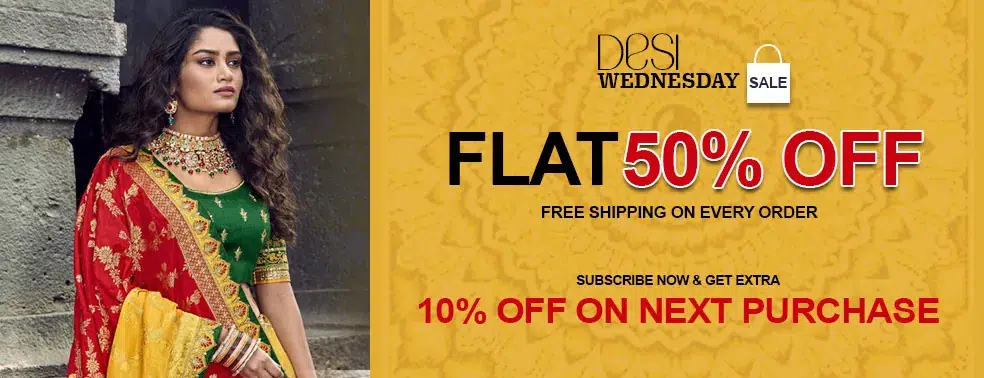 Desi
WEDNESDAY
SALE
FLAT 50% OFF
FREE SHIPPING ON EVERY ORDER
SUBSCRIBE NOW & GET EXTRA
10% OFF ON NEXT PURCHASE